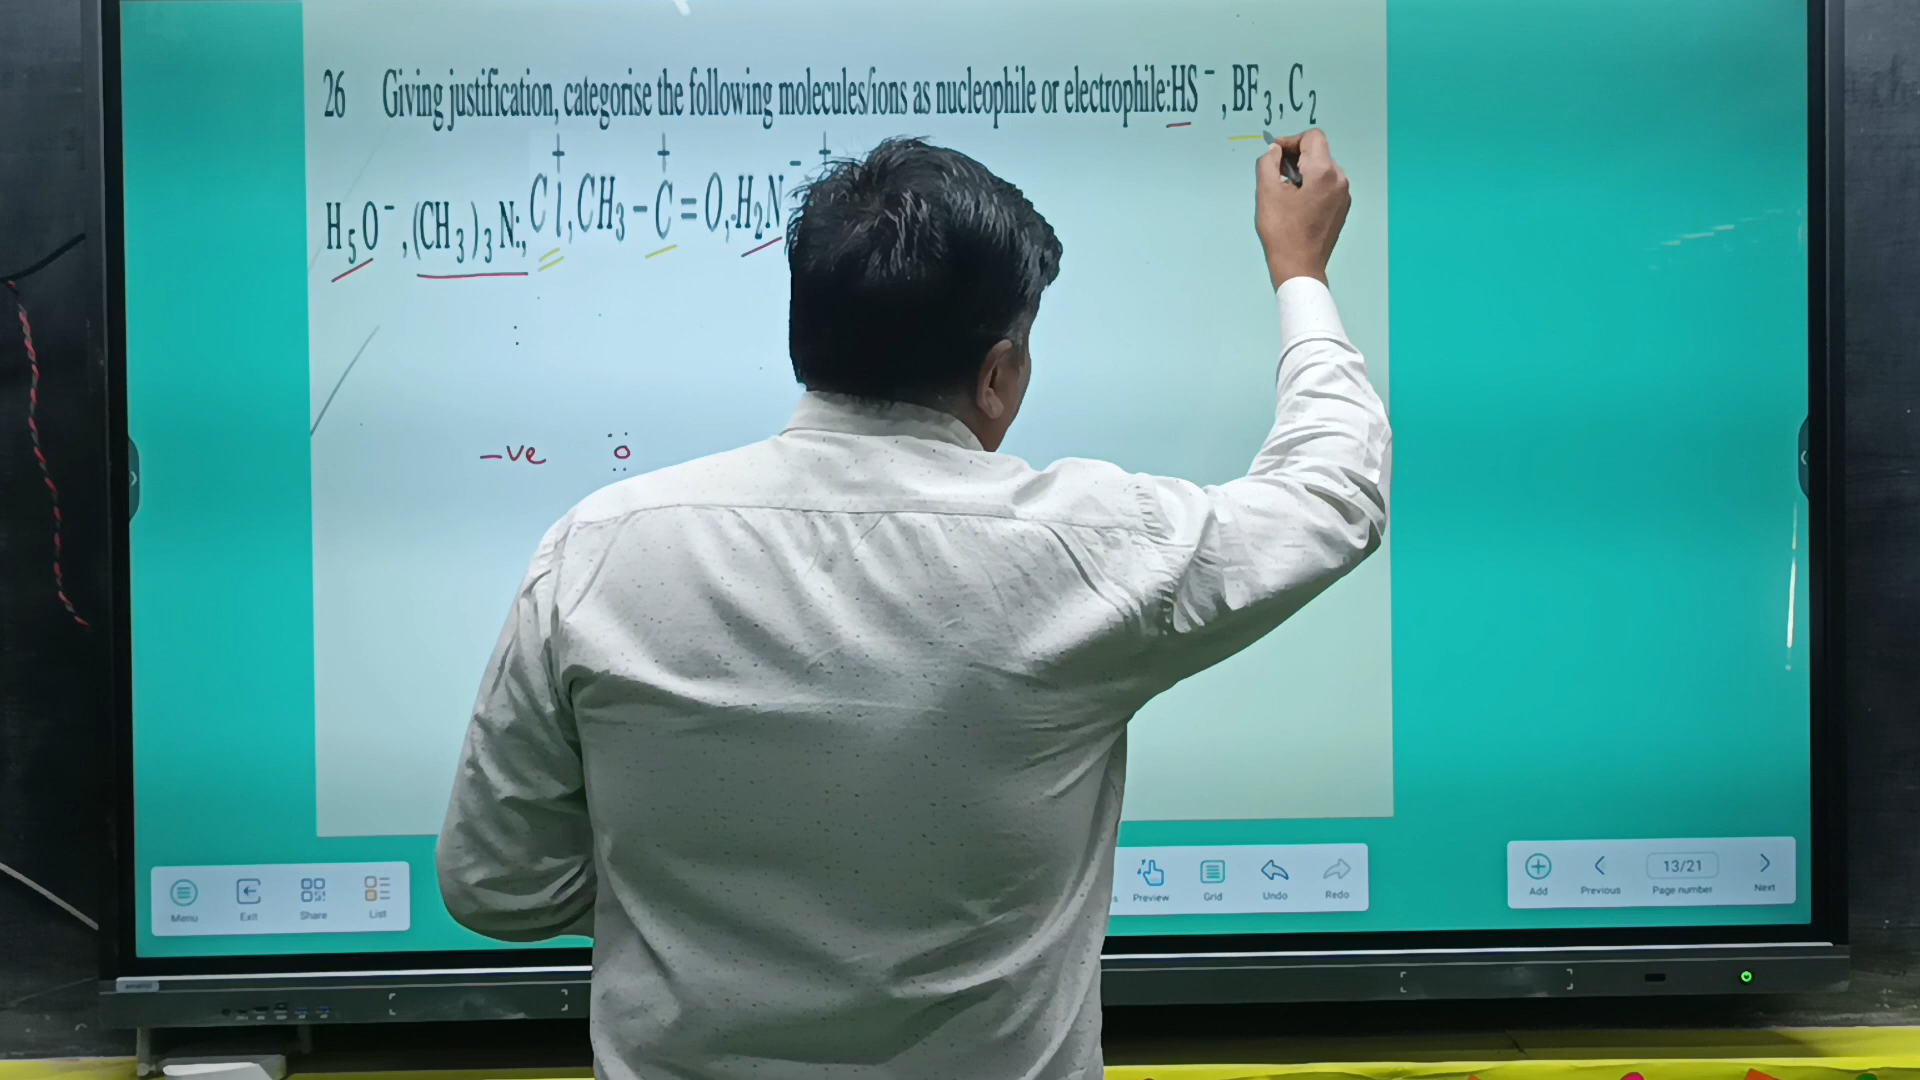 26 Giving justification, categorise the following molecules/ions as nucleophile or electrophile:HS⁻, BF₃, C₂
H₅O⁻, (CH₃)₃N:, Cl⁺, CH₃–C⁺=O, H₂N⁻:
–ve :Ö:
Menu Exit Share List Preview Grid Undo Redo Add Previous 13/21 Page number Next